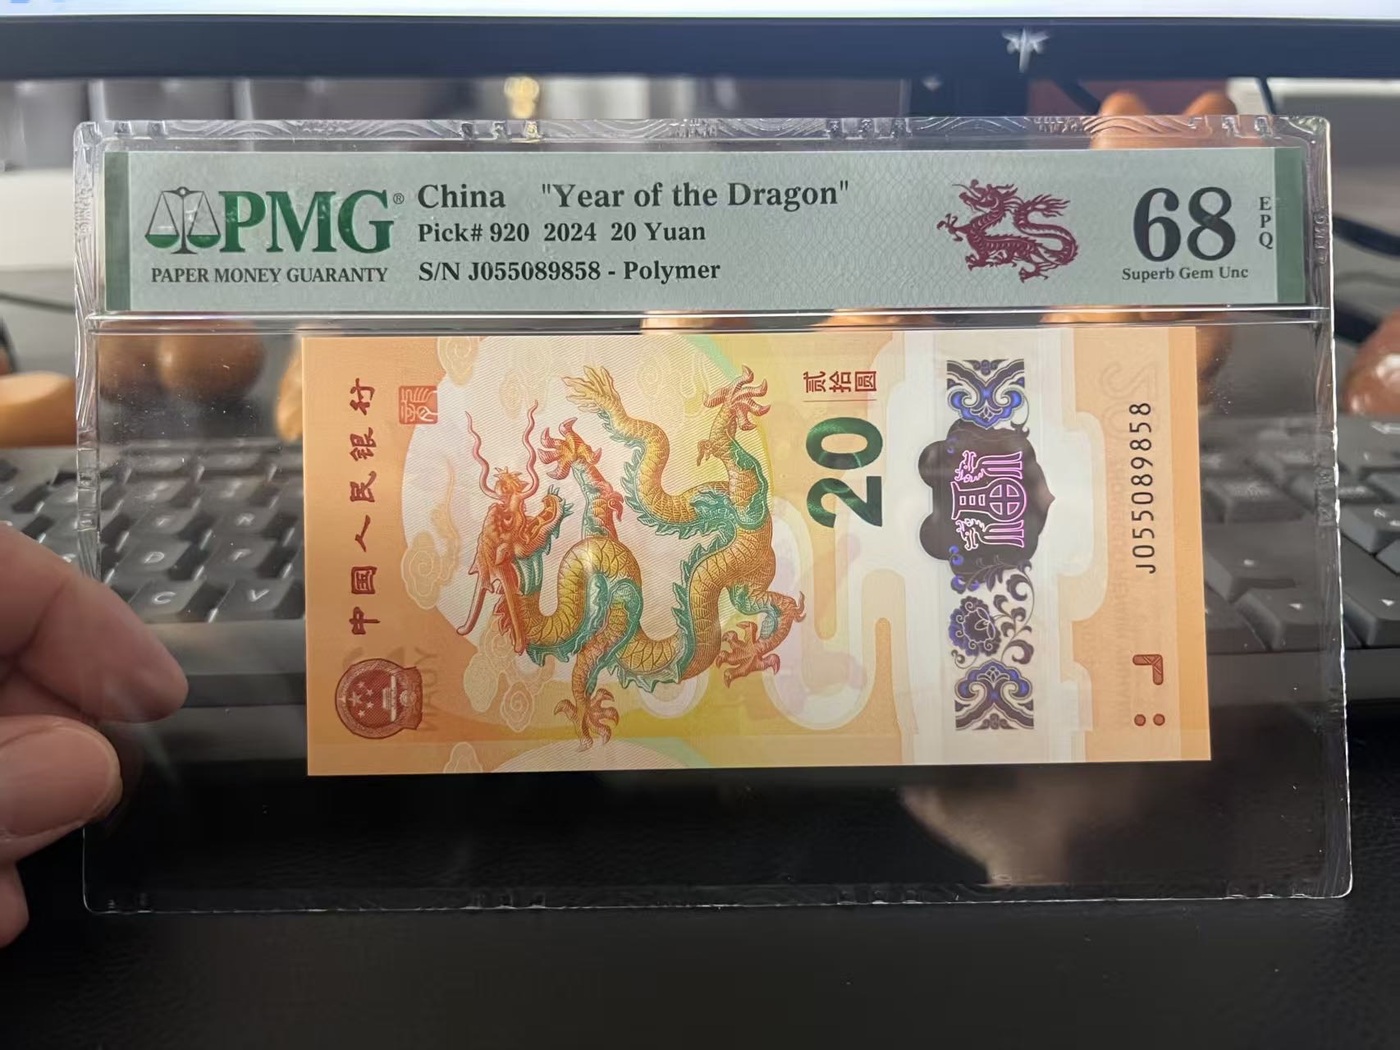 PMG®
PAPER MONEY GUARANTY
China "Year of the Dragon"
Pick# 920 2024 20 Yuan
S/N J055089858 - Polymer
68
EPQ
Superb Gem Unc
中国人民银行
贰拾圆
20
J055089858